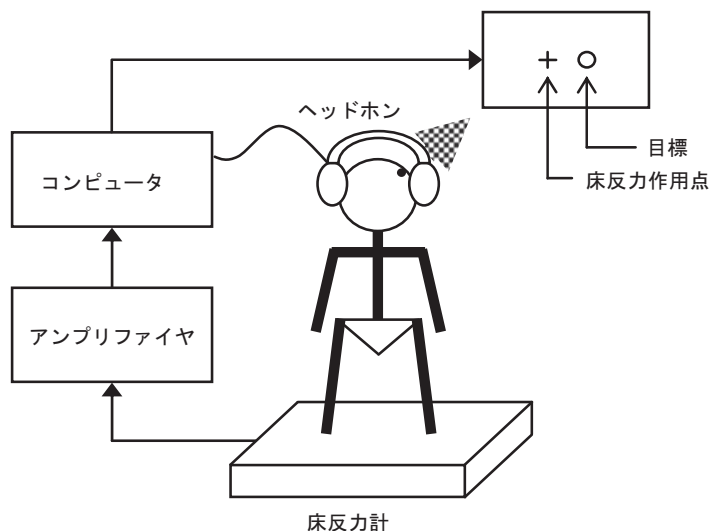 ヘッドホン
目標
床反力作用点
コンピュータ
アンプリファイヤ
床反力計